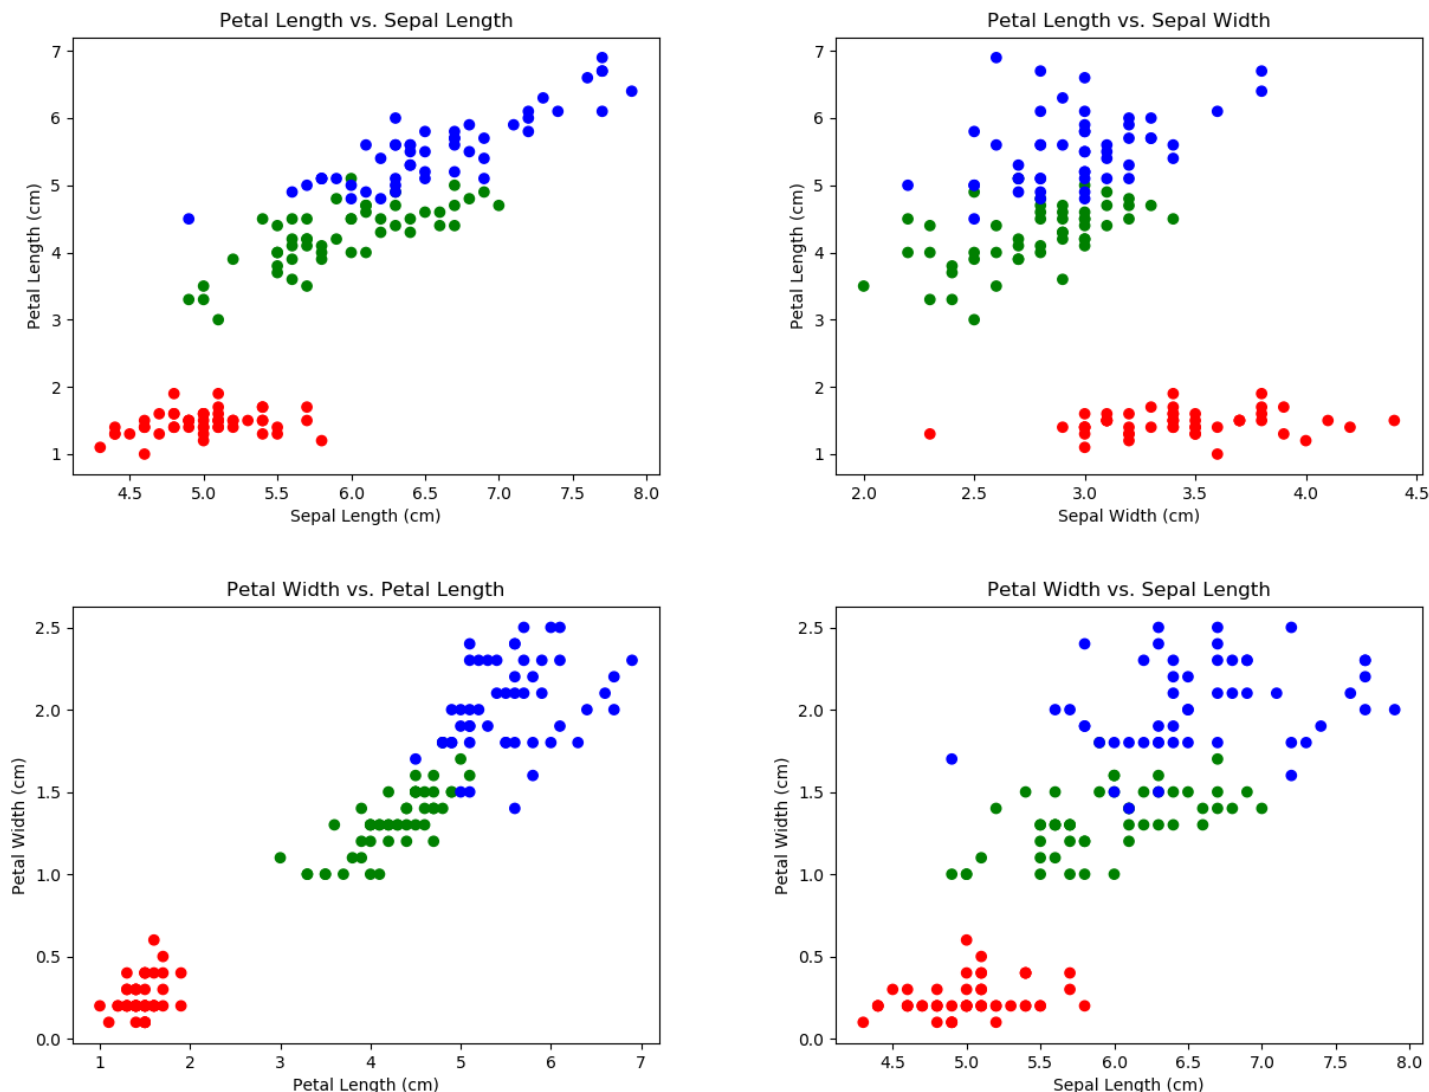 Petal Length vs. Sepal Length
Petal Length (cm)
7
6
5
4
3
2
1
4.5 5.0 5.5 6.0 6.5 7.0 7.5 8.0
Sepal Length (cm)
Petal Length vs. Sepal Width
Petal Length (cm)
7
6
5
4
3
2
1
2.0 2.5 3.0 3.5 4.0 4.5
Sepal Width (cm)
Petal Width vs. Petal Length
Petal Width (cm)
2.5
2.0
1.5
1.0
0.5
0.0
1 2 3 4 5 6 7
Petal Length (cm)
Petal Width vs. Sepal Length
Petal Width (cm)
2.5
2.0
1.5
1.0
0.5
0.0
4.5 5.0 5.5 6.0 6.5 7.0 7.5 8.0
Sepal Length (cm)